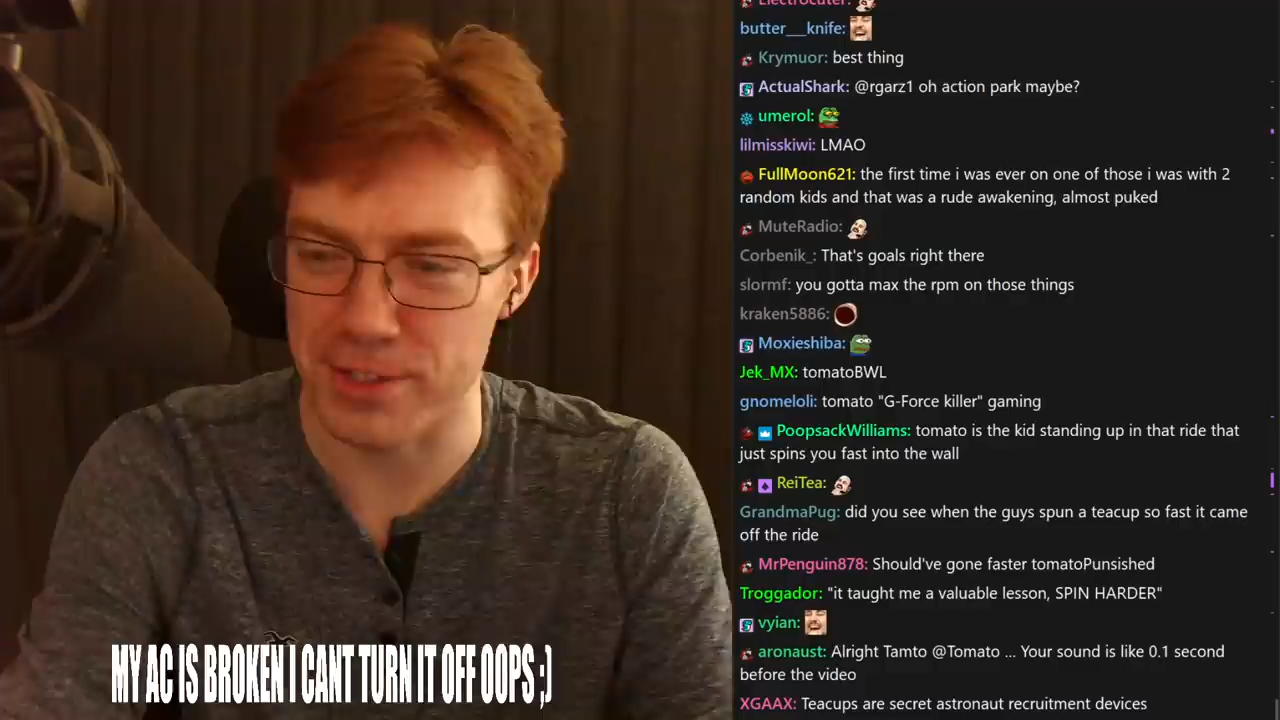 Electrocuter:
butter___knife:
Krymuor: best thing
ActualShark: @rgarz1 oh action park maybe?
umerol:
lilmisskiwi: LMAO
FullMoon621: the first time i was ever on one of those i was with 2
random kids and that was a rude awakening, almost puked
MuteRadio:
Corbenik_: That's goals right there
slormf: you gotta max the rpm on those things
kraken5886:
Moxieshiba:
Jek_MX: tomatoBWL
gnomeloli: tomato "G-Force killer" gaming
PoopsackWilliams: tomato is the kid standing up in that ride that
just spins you fast into the wall
ReiTea:
GrandmaPug: did you see when the guys spun a teacup so fast it came
off the ride
MrPenguin878: Should've gone faster tomatoPunsished
Troggador: "it taught me a valuable lesson, SPIN HARDER"
vyian:
aronaust: Alright Tamto @Tomato ... Your sound is like 0.1 second
before the video
XGAAX: Teacups are secret astronaut recruitment devices
MY AC IS BROKEN I CANT TURN IT OFF OOPS ;)